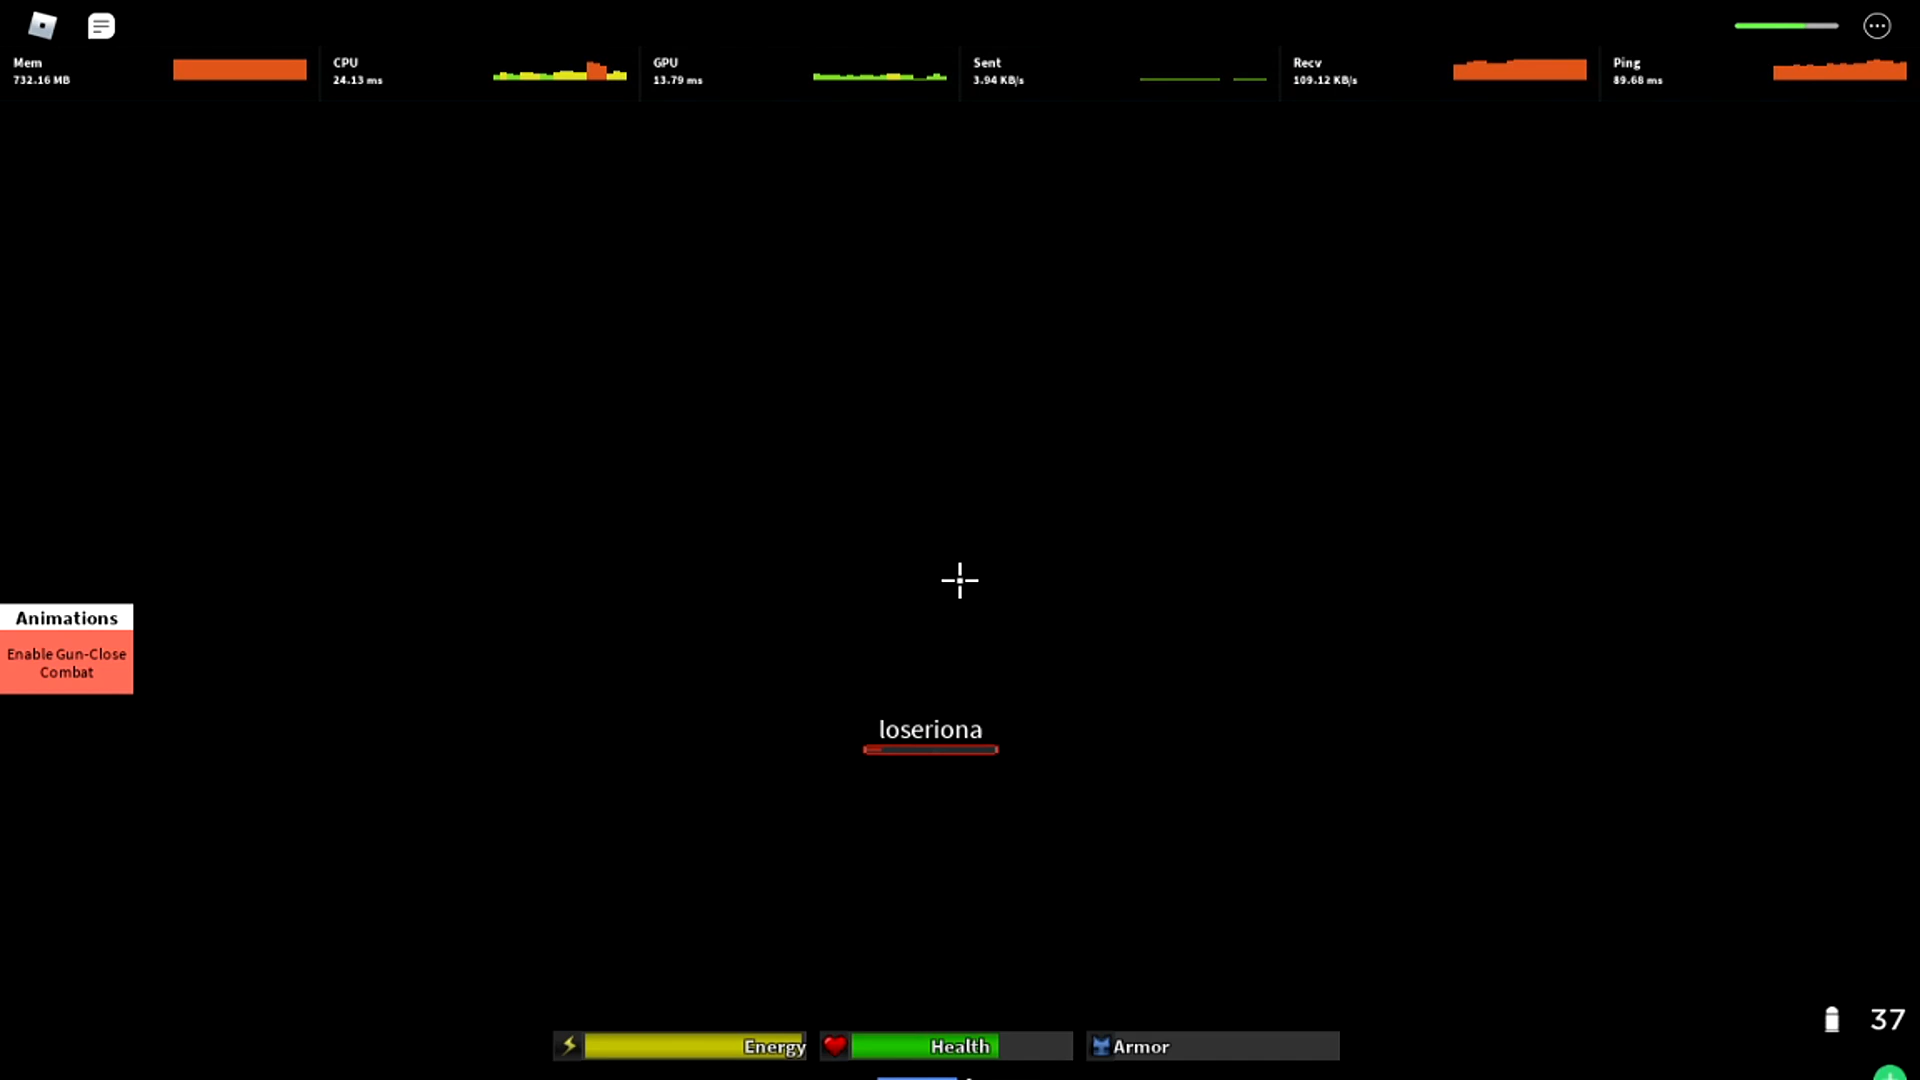 Mem
732.16 MB
CPU
24.13 ms
GPU
13.79 ms
Sent
3.94 KB/s
Recv
109.12 KB/s
Ping
89.68 ms
Animations
Enable Gun-Close
Combat
loseriona
37
Energy
Health
Armor